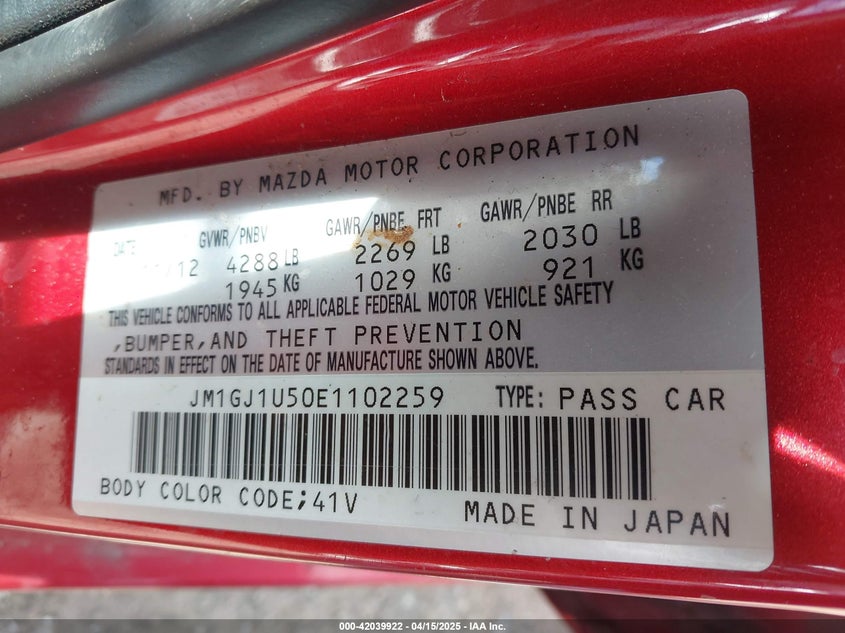 MFD. BY MAZDA MOTOR CORPORATION
DATE GVWR/PNBV GAWR/PNBE FRT GAWR/PNBE RR
/12 4288 LB 2269 LB 2030 LB
1945 KG 1029 KG 921 KG
THIS VEHICLE CONFORMS TO ALL APPLICABLE FEDERAL MOTOR VEHICLE SAFETY
,BUMPER,AND THEFT PREVENTION
STANDARDS IN EFFECT ON THE DATE OF MANUFACTURE SHOWN ABOVE.
JM1GJ1U50E1102259 TYPE: PASS CAR
BODY COLOR CODE;41V
MADE IN JAPAN
000-42039922 - 04/15/2025 - IAA Inc.